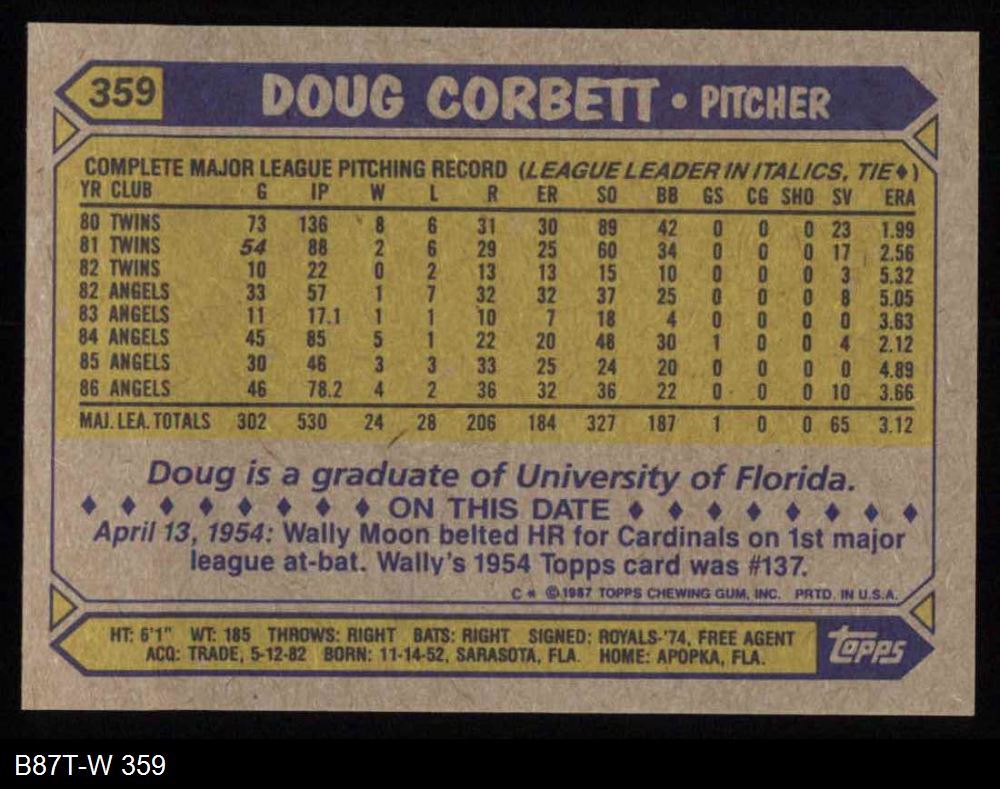 359 DOUG CORBETT • PITCHER
COMPLETE MAJOR LEAGUE PITCHING RECORD (LEAGUE LEADER IN ITALICS, TIE♦)
YR CLUB G IP W L R ER SO BB GS CG SHO SV ERA
80 TWINS 73 136 8 6 31 30 89 42 0 0 0 23 1.99
81 TWINS 54 88 2 6 29 25 60 34 0 0 0 17 2.56
82 TWINS 10 22 0 2 13 13 15 10 0 0 0 3 5.32
82 ANGELS 33 57 1 7 32 32 37 25 0 0 0 8 5.05
83 ANGELS 11 17.1 1 1 10 7 18 4 0 0 0 0 3.63
84 ANGELS 45 85 5 1 22 20 48 30 1 0 0 4 2.12
85 ANGELS 30 46 3 3 33 25 24 20 0 0 0 0 4.89
86 ANGELS 46 78.2 4 2 36 32 36 22 0 0 0 10 3.66
MAJ. LEA. TOTALS 302 530 24 28 206 184 327 187 1 0 0 65 3.12
Doug is a graduate of University of Florida.
♦ ♦ ♦ ♦ ♦ ♦ ♦ ♦ ON THIS DATE ♦ ♦ ♦ ♦ ♦ ♦ ♦ ♦
April 13, 1954: Wally Moon belted HR for Cardinals on 1st major
league at-bat. Wally's 1954 Topps card was #137.
C * © 1987 TOPPS CHEWING GUM, INC. PRTD. IN U.S.A.
HT: 6'1" WT: 185 THROWS: RIGHT BATS: RIGHT SIGNED: ROYALS-'74, FREE AGENT
ACQ: TRADE, 5-12-82 BORN: 11-14-52, SARASOTA, FLA. HOME: APOPKA, FLA.
topps
B87T-W 359